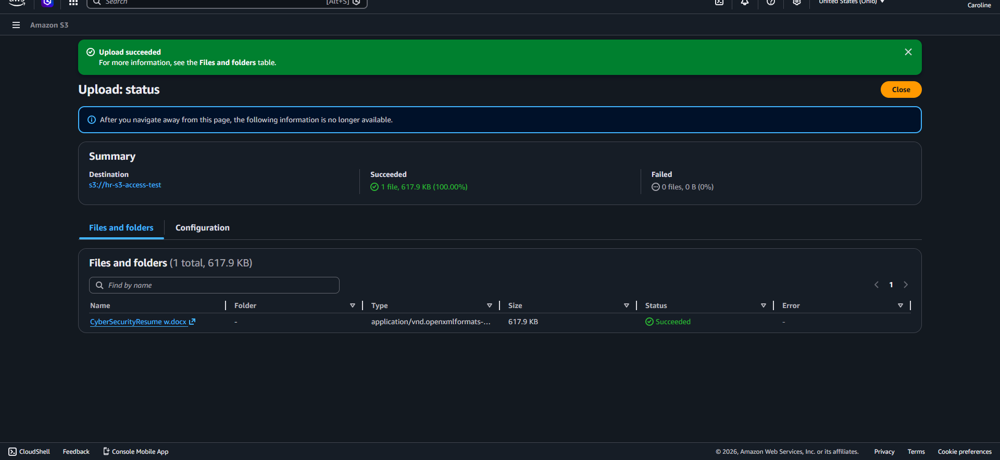 aws
Search
[Alt+S]
United States (Ohio)
Caroline
Amazon S3
Upload succeeded
For more information, see the Files and folders table.
Upload: status
Close
After you navigate away from this page, the following information is no longer available.
Summary
Destination
s3://hr-s3-access-test
Succeeded
1 file, 617.9 KB (100.00%)
Failed
0 files, 0 B (0%)
Files and folders
Configuration
Files and folders (1 total, 617.9 KB)
Find by name
1
Name Folder Type Size Status Error
CyberSecurityResume w.docx - application/vnd.openxmlformats-... 617.9 KB Succeeded -
CloudShell Feedback Console Mobile App © 2026, Amazon Web Services, Inc. or its affiliates. Privacy Terms Cookie preferences